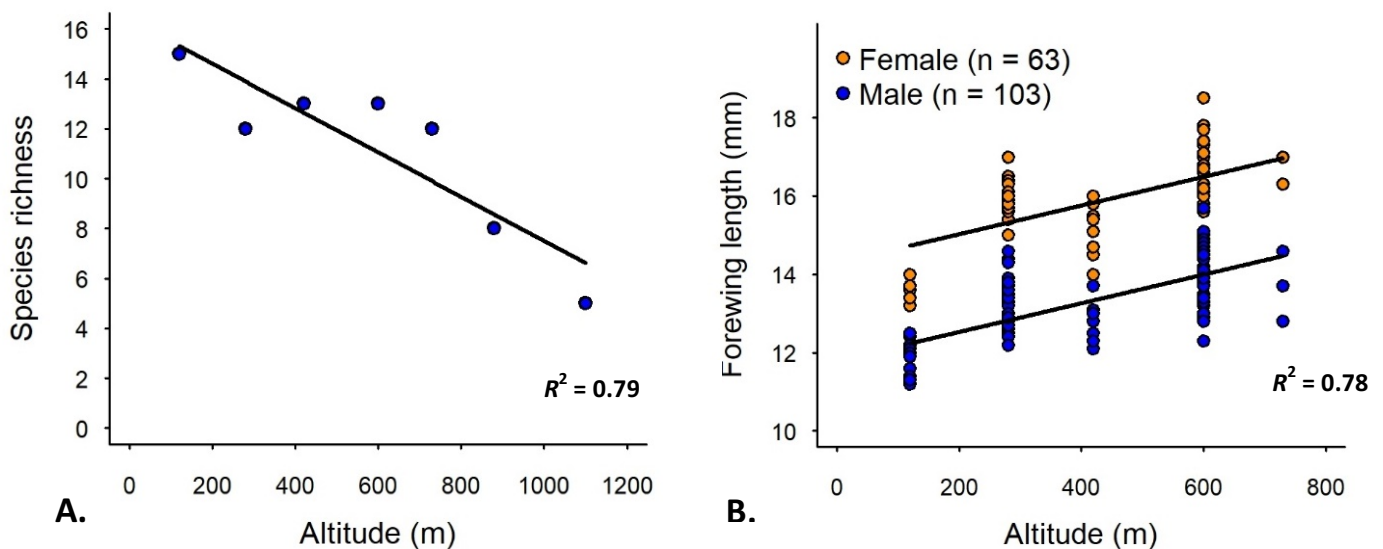 16
14
12
10
8
6
4
2
0
Species richness
R² = 0.79
0 200 400 600 800 1000 1200
Altitude (m)
A.
Female (n = 63)
Male (n = 103)
18
16
14
12
10
Forewing length (mm)
R² = 0.78
0 200 400 600 800
Altitude (m)
B.